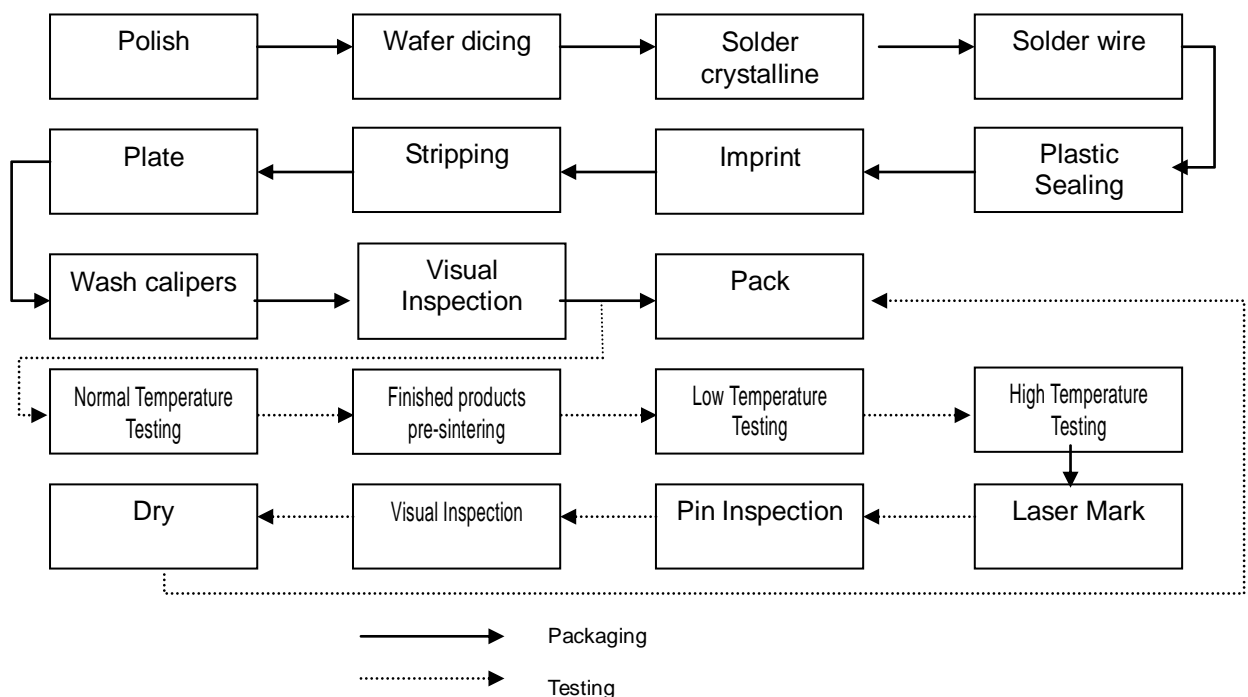 Polish
Wafer dicing
Solder
crystalline
Solder wire
Plate
Stripping
Imprint
Plastic
Sealing
Wash calipers
Visual
Inspection
Pack
Normal Temperature
Testing
Finished products
pre-sintering
Low Temperature
Testing
High Temperature
Testing
Dry
Visual Inspection
Pin Inspection
Laser Mark
Packaging
Testing